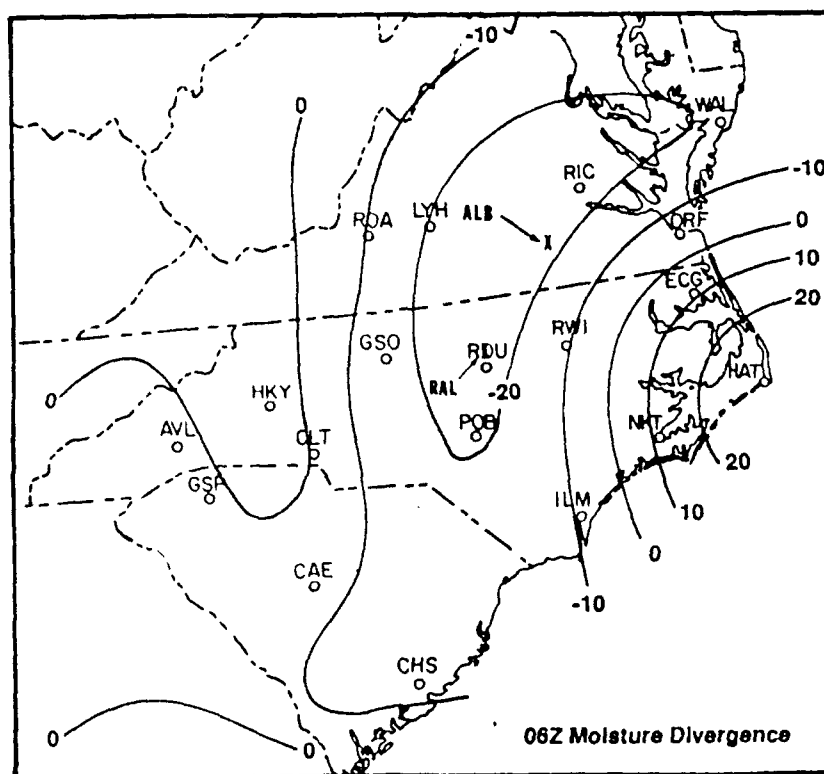 -10
WAL
0
RIC
-10
LYH
ALB
ROA
X
ORF
0
ECG
10
20
RWI
GSO
RDU
HAT
RAL
-20
0
HKY
AVL
POB
NKT
CLT
20
GSP
ILM
10
0
CAE
-10
CHS
0
0
06Z Moisture Divergence